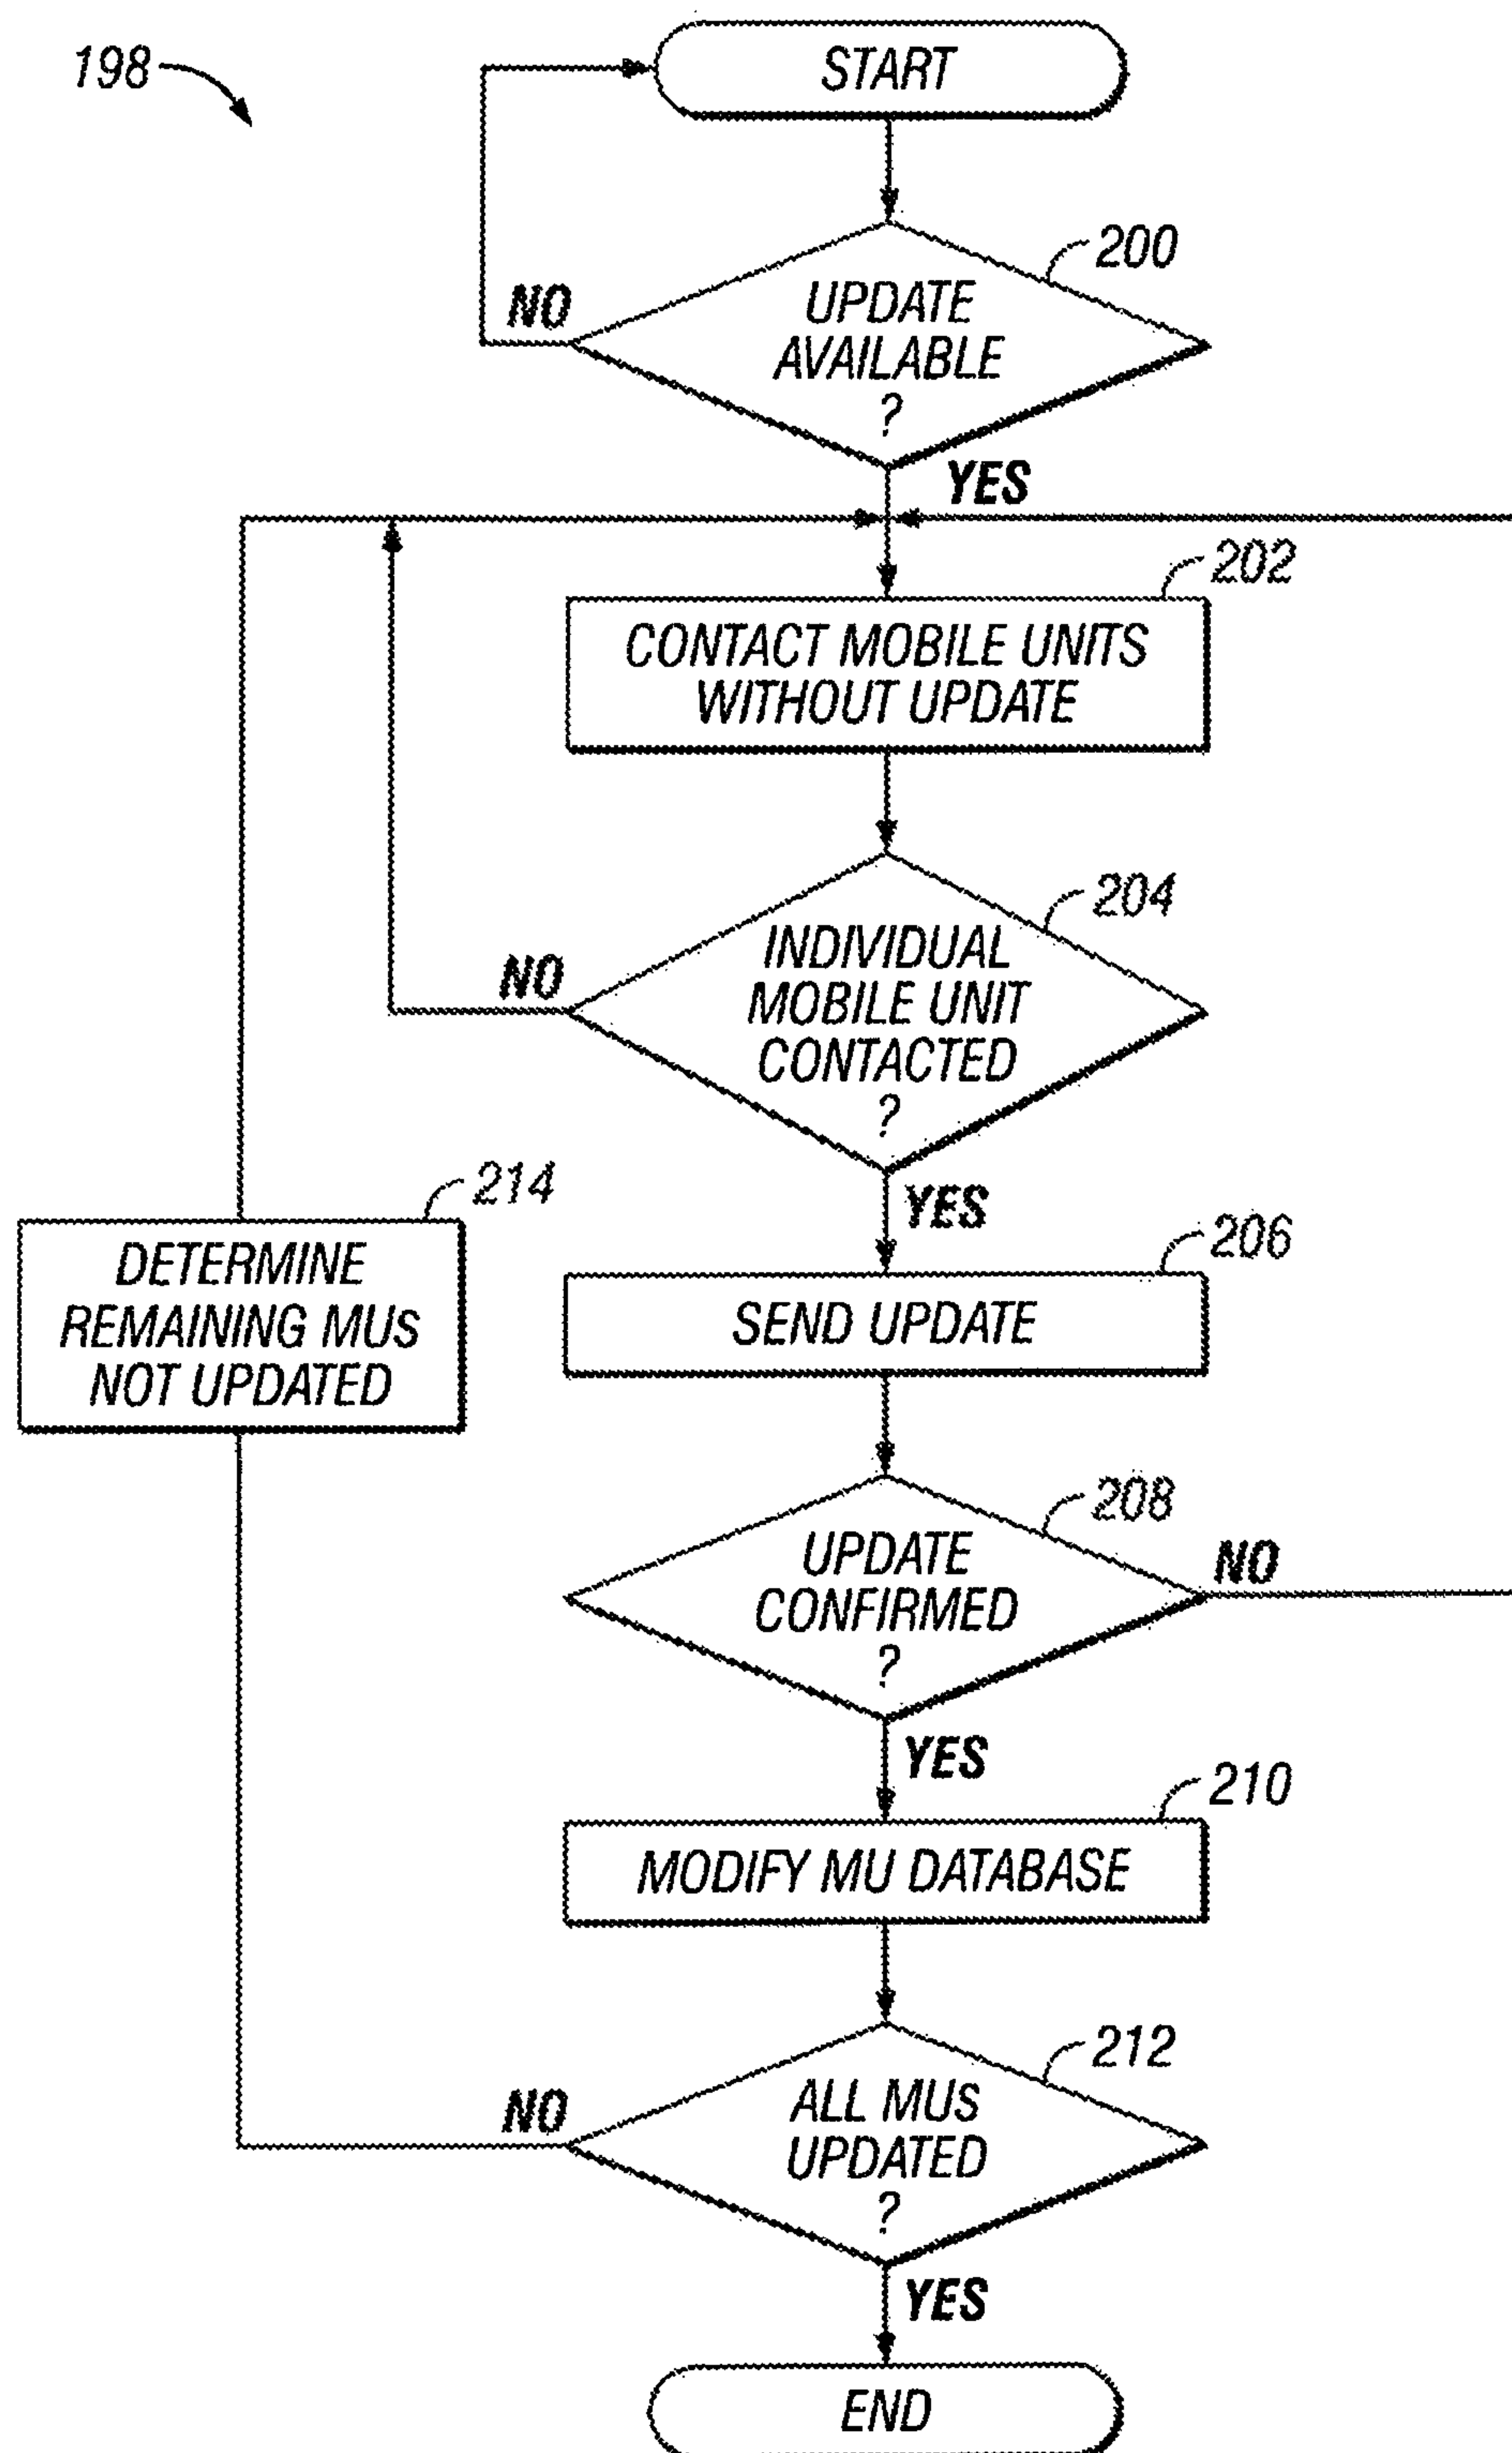 198
START
200
UPDATE
AVAILABLE
?
NO
YES
202
CONTACT MOBILE UNITS
WITHOUT UPDATE
204
INDIVIDUAL
MOBILE UNIT
CONTACTED
?
NO
YES
214
DETERMINE
REMAINING MUs
NOT UPDATED
206
SEND UPDATE
208
UPDATE
CONFIRMED
?
NO
YES
210
MODIFY MU DATABASE
212
ALL MUs
UPDATED
?
NO
YES
END